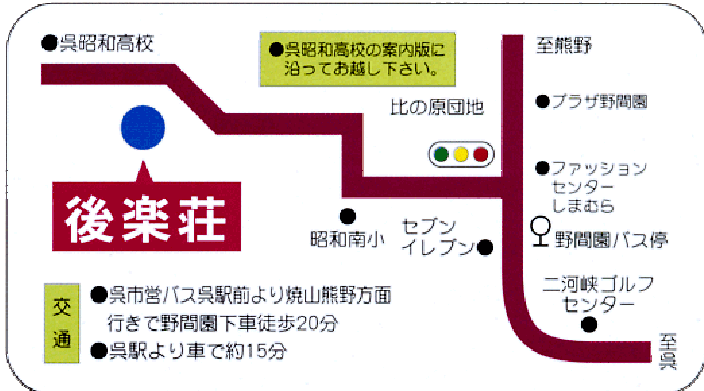 呉昭和高校
呉昭和高校の案内版に
沿ってお越し下さい。
至熊野
比の原団地
プラザ野間園
ファッション
センター
しまむら
後楽荘
昭和南小
セブン
イレブン
野間園バス停
二河峡ゴルフ
センター
交通
呉市営バス呉駅前より焼山熊野方面
行きで野間園下車徒歩20分
呉駅より車で約15分
至呉